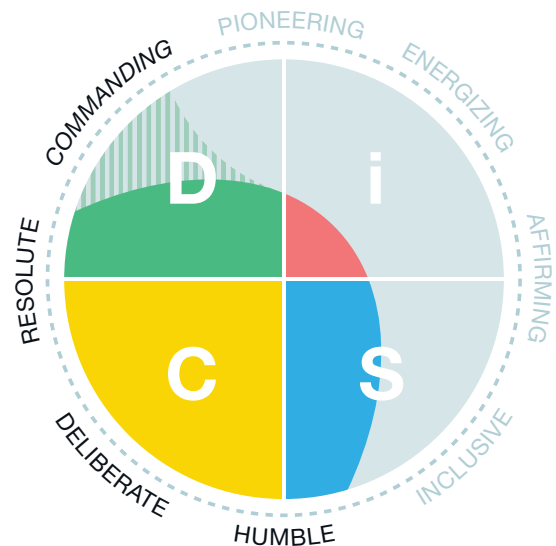 PIONEERING
ENERGIZING
AFFIRMING
INCLUSIVE
HUMBLE
DELIBERATE
RESOLUTE
COMMANDING
D
i
C
S